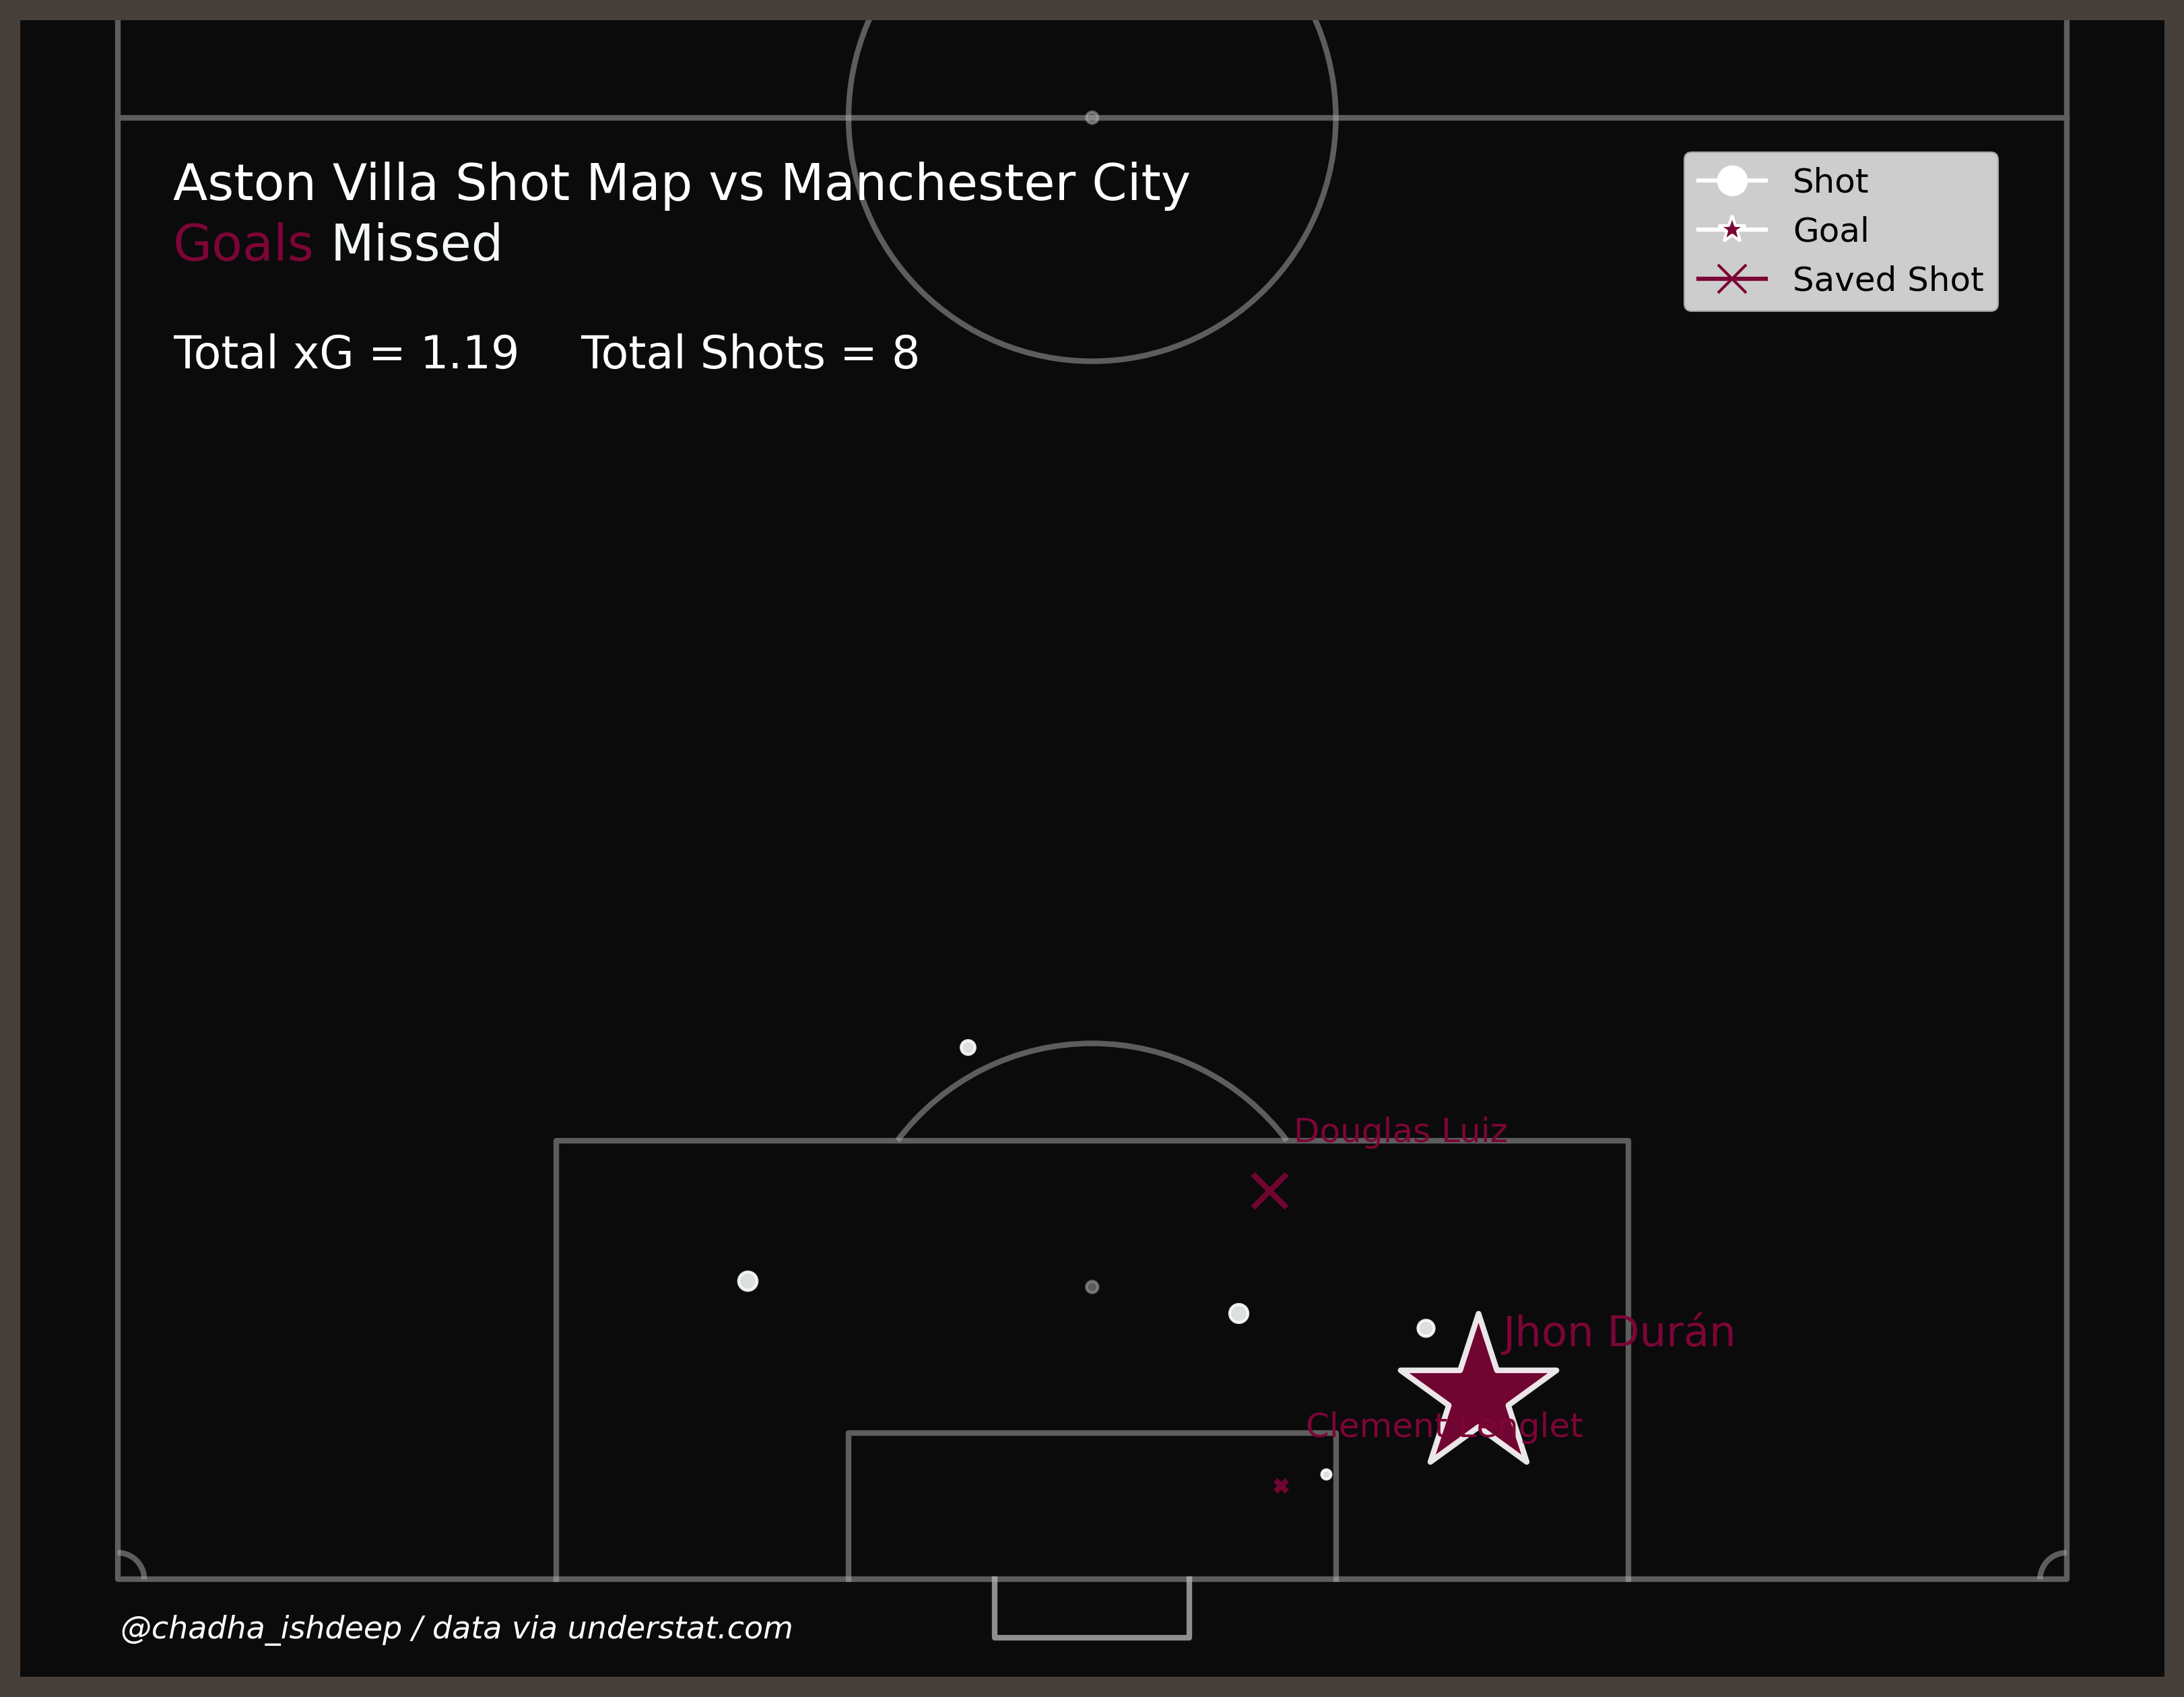 Aston Villa Shot Map vs Manchester City
Goals Missed
Total xG = 1.19 Total Shots = 8
Shot
Goal
Saved Shot
Douglas Luiz
Jhon Durán
Clement Lenglet
@chadha_ishdeep / data via understat.com